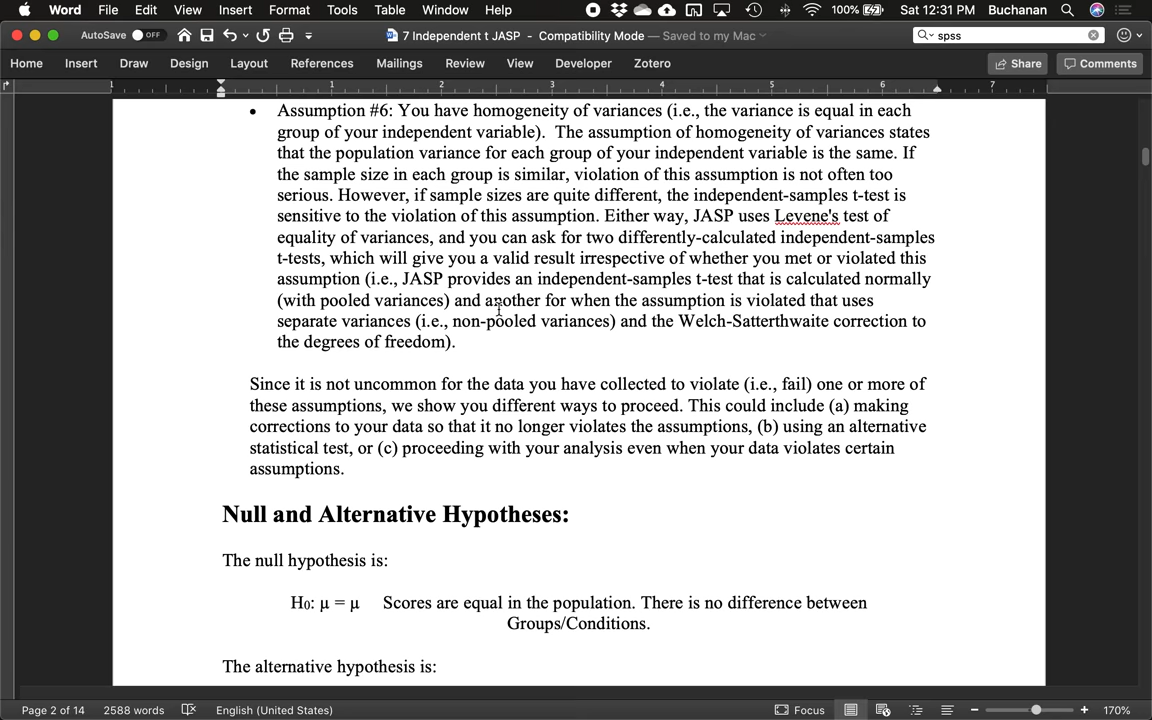 Word File Edit View Insert Format Tools Table Window Help 100% Sat 12:31 PM Buchanan
AutoSave OFF 7 Independent t JASP - Compatibility Mode — Saved to my Mac spss
Home Insert Draw Design Layout References Mailings Review View Developer Zotero Share Comments
1 1 2 3 4 5 6 7
• Assumption #6: You have homogeneity of variances (i.e., the variance is equal in each
group of your independent variable). The assumption of homogeneity of variances states
that the population variance for each group of your independent variable is the same. If
the sample size in each group is similar, violation of this assumption is not often too
serious. However, if sample sizes are quite different, the independent-samples t-test is
sensitive to the violation of this assumption. Either way, JASP uses Levene's test of
equality of variances, and you can ask for two differently-calculated independent-samples
t-tests, which will give you a valid result irrespective of whether you met or violated this
assumption (i.e., JASP provides an independent-samples t-test that is calculated normally
(with pooled variances) and another for when the assumption is violated that uses
separate variances (i.e., non-pooled variances) and the Welch-Satterthwaite correction to
the degrees of freedom).
Since it is not uncommon for the data you have collected to violate (i.e., fail) one or more of
these assumptions, we show you different ways to proceed. This could include (a) making
corrections to your data so that it no longer violates the assumptions, (b) using an alternative
statistical test, or (c) proceeding with your analysis even when your data violates certain
assumptions.
Null and Alternative Hypotheses:
The null hypothesis is:
H0: µ = µ Scores are equal in the population. There is no difference between
Groups/Conditions.
The alternative hypothesis is:
Page 2 of 14 2588 words English (United States) Focus 170%